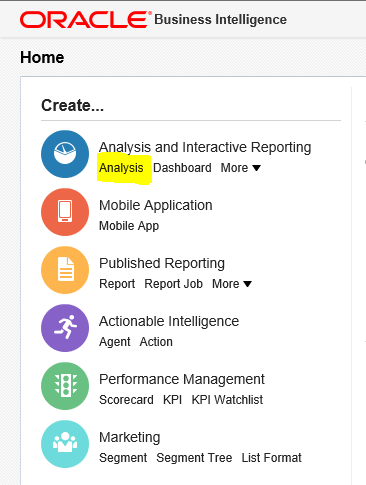 ORACLE® Business Intelligence
Home
Create...
Analysis and Interactive Reporting
Analysis Dashboard More
Mobile Application
Mobile App
Published Reporting
Report Report Job More
Actionable Intelligence
Agent Action
Performance Management
Scorecard KPI KPI Watchlist
Marketing
Segment Segment Tree List Format